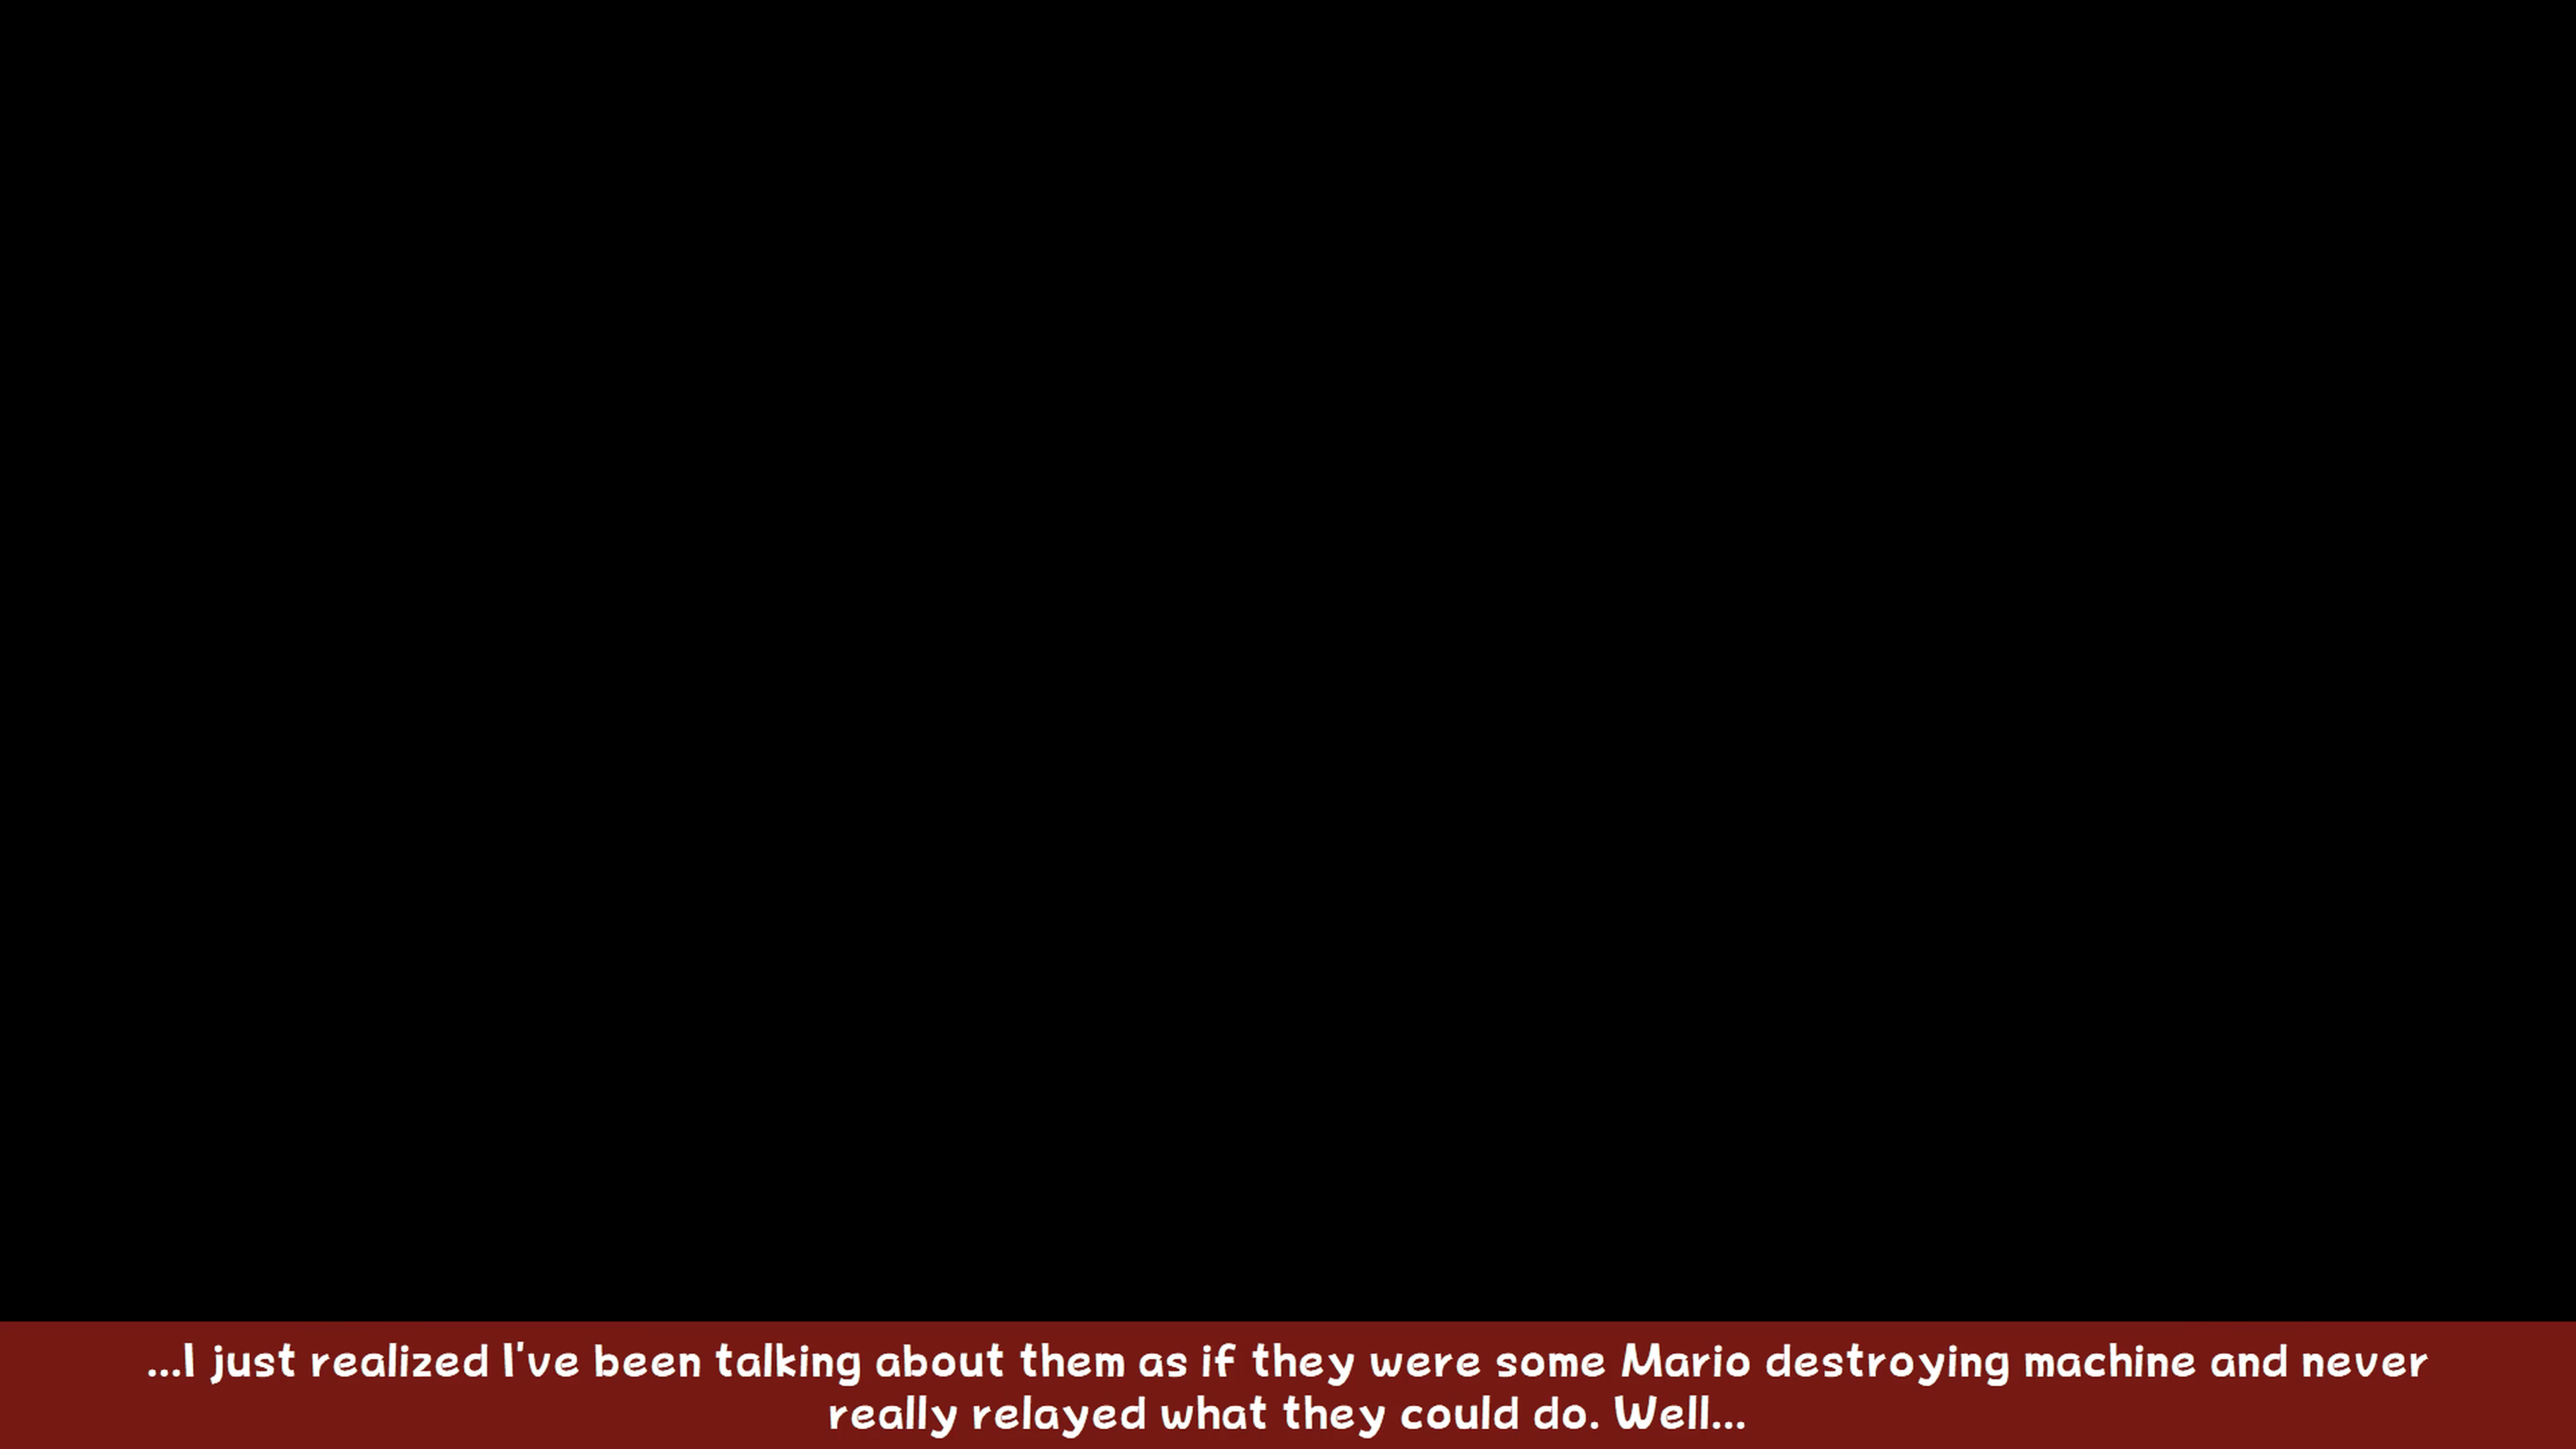 ...I just realized I've been talking about them as if they were some Mario destroying machine and never
really relayed what they could do. Well...